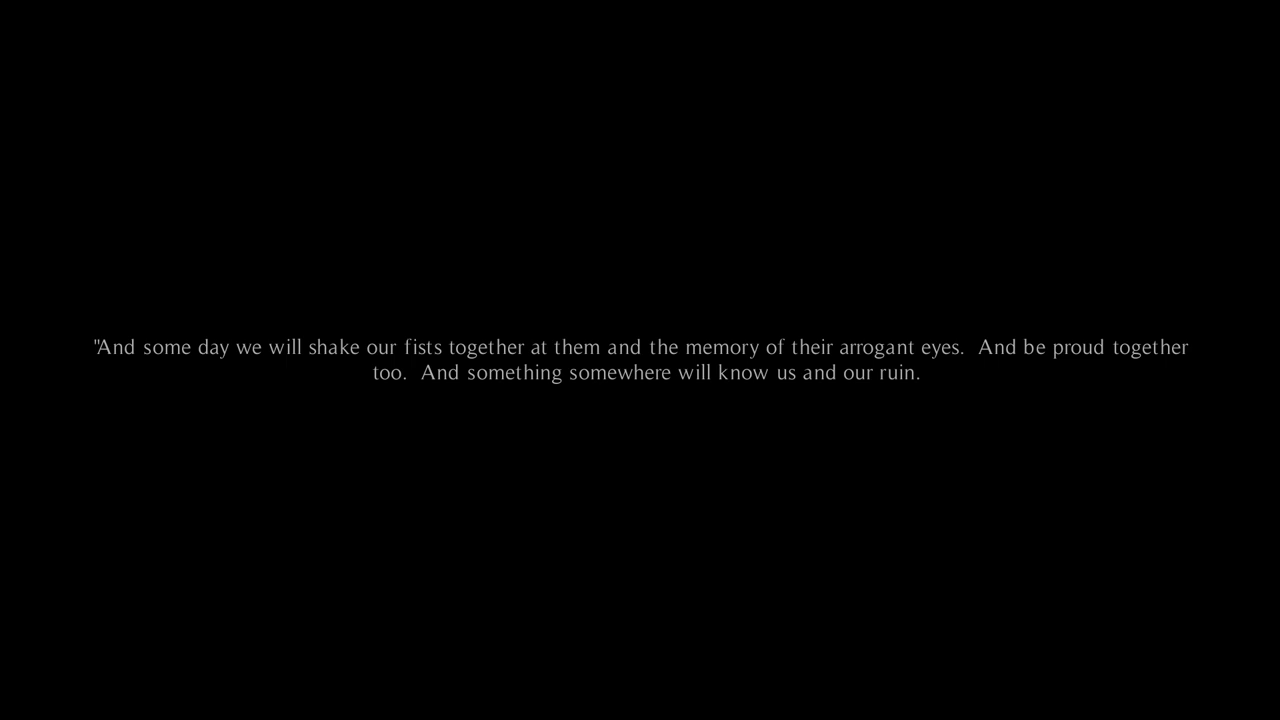 "And some day we will shake our fists together at them and the memory of their arrogant eyes.  And be proud together
too.  And something somewhere will know us and our ruin.